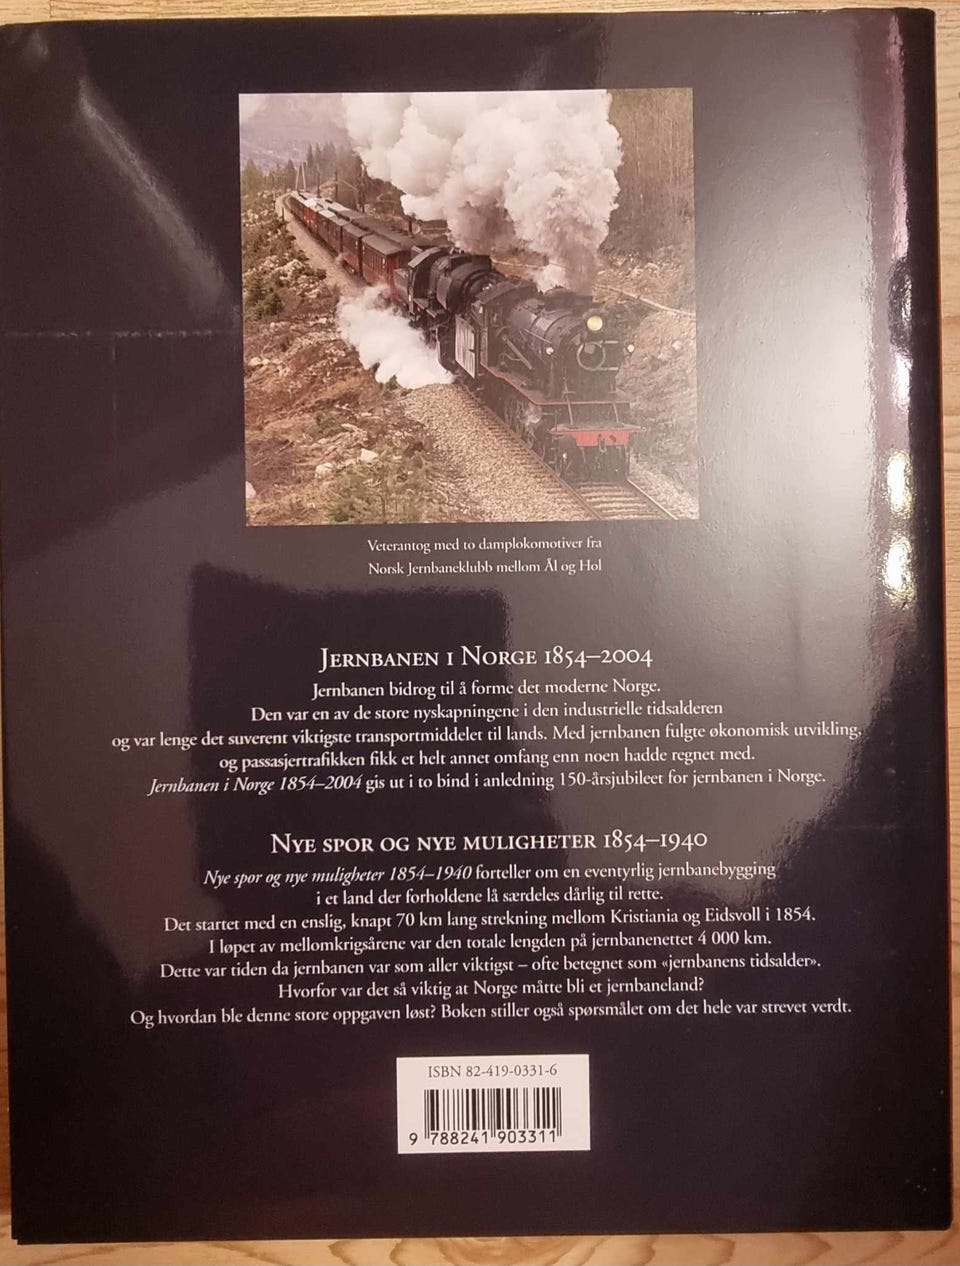 Veterantog med to damplokomotiver fra
Norsk Jernbaneklubb mellom Ål og Hol
JERNBANEN I NORGE 1854–2004
Jernbanen bidrog til å forme det moderne Norge.
Den var en av de store nyskapningene i den industrielle tidsalderen
og var lenge det suverent viktigste transportmiddelet til lands. Med jernbanen fulgte økonomisk utvikling,
og passasjertrafikken fikk et helt annet omfang enn noen hadde regnet med.
Jernbanen i Norge 1854–2004 gis ut i to bind i anledning 150-årsjubileet for jernbanen i Norge.
NYE SPOR OG NYE MULIGHETER 1854–1940
Nye spor og nye muligheter 1854–1940 forteller om en eventyrlig jernbanebygging
i et land der forholdene lå særdeles dårlig til rette.
Det startet med en enslig, knapt 70 km lang strekning mellom Kristiania og Eidsvoll i 1854.
I løpet av mellomkrigsårene var den totale lengden på jernbanenettet 4 000 km.
Dette var tiden da jernbanen var som aller viktigst – ofte betegnet som «jernbanens tidsalder».
Hvorfor var det så viktig at Norge måtte bli et jernbaneland?
Og hvordan ble denne store oppgaven løst? Boken stiller også spørsmålet om det hele var strevet verdt.
ISBN 82-419-0331-6
9 788241 903311